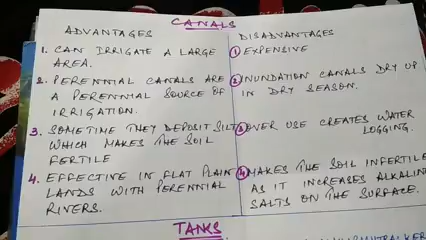 CANALS
ADVANTAGES
1. CAN IRRIGATE A LARGE
AREA.
2. PERENNIAL CANALS ARE
A PERENNIAL SOURCE OF
IRRIGATION.
3. SOMETIME THEY DEPOSIT SILT
WHICH MAKES THE SOIL
FERTILE
4. EFFECTIVE IN FLAT PLAIN
LANDS WITH PERENNIAL
RIVERS.
DISADVANTAGES
1 EXPENSIVE
2 INUNDATION CANALS DRY UP
IN DRY SEASON.
3 OVER USE CREATES WATER
LOGGING.
4 MAKES THE SOIL INFERTILE
AS IT INCREASES ALKALINE
SALTS ON THE SURFACE.
TANKS